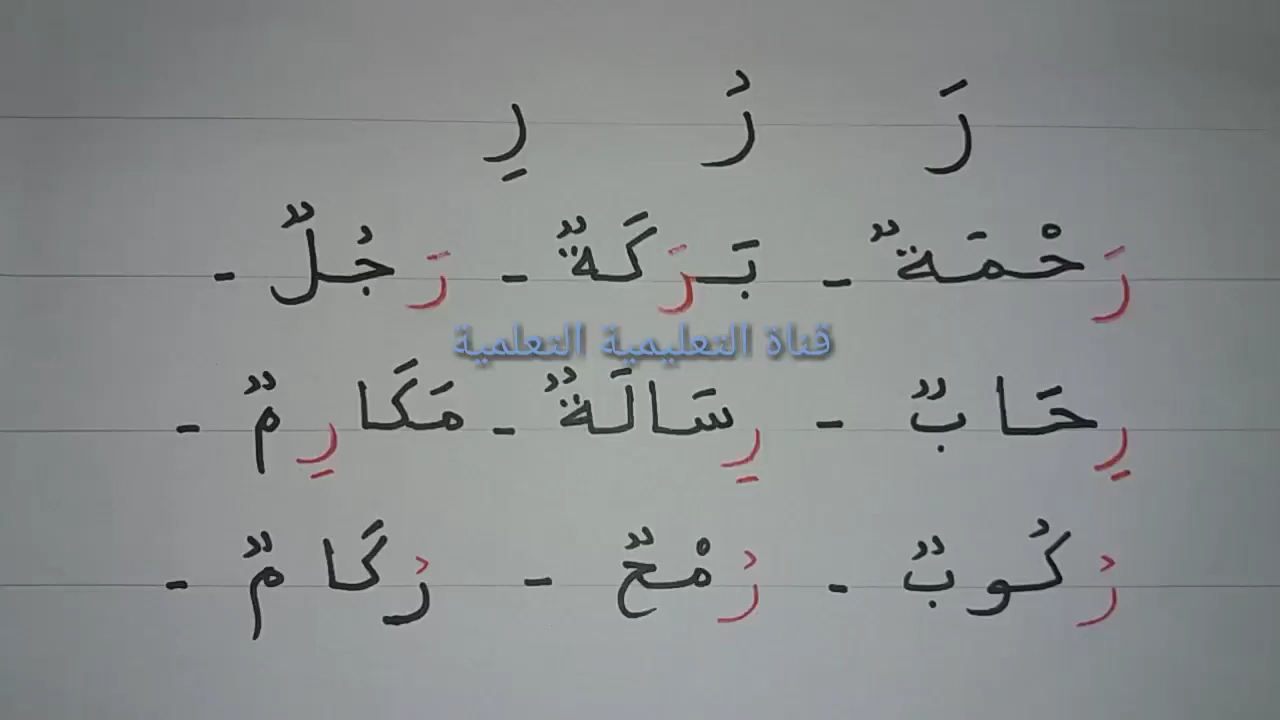 رَ رُ رِ
رَحْمَةٌ - بَرَكَةٌ - رَجُلٌ -
قناة التعليمية التعلمية
رِحَابٌ - رِسَالَةٌ - مَكَارِمٌ -
رُكُوبٌ - رُمْحٌ - رُكَامٌ -